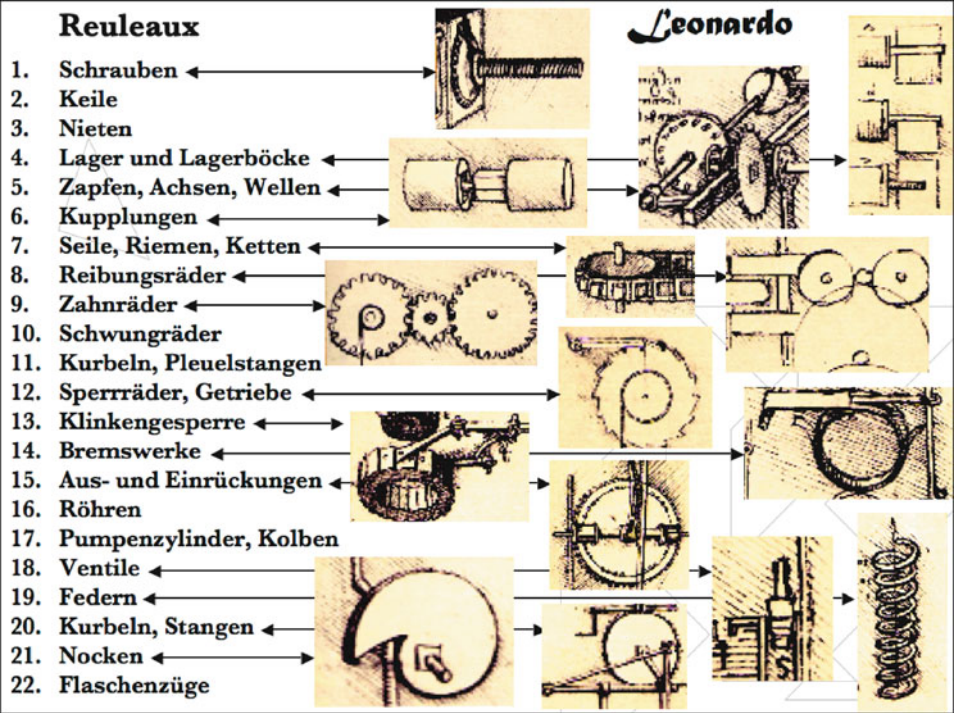 Reuleaux
Leonardo
1. Schrauben
2. Keile
3. Nieten
4. Lager und Lagerböcke
5. Zapfen, Achsen, Wellen
6. Kupplungen
7. Seile, Riemen, Ketten
8. Reibungsräder
9. Zahnräder
10. Schwungräder
11. Kurbeln, Pleuelstangen
12. Sperrräder, Getriebe
13. Klinkengesperre
14. Bremswerke
15. Aus- und Einrückungen
16. Röhren
17. Pumpenzylinder, Kolben
18. Ventile
19. Federn
20. Kurbeln, Stangen
21. Nocken
22. Flaschenzüge